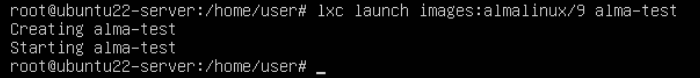 root@ubuntu22-server:/home/user# lxc launch images:almalinux/9 alma-test
Creating alma-test
Starting alma-test
root@ubuntu22-server:/home/user# _